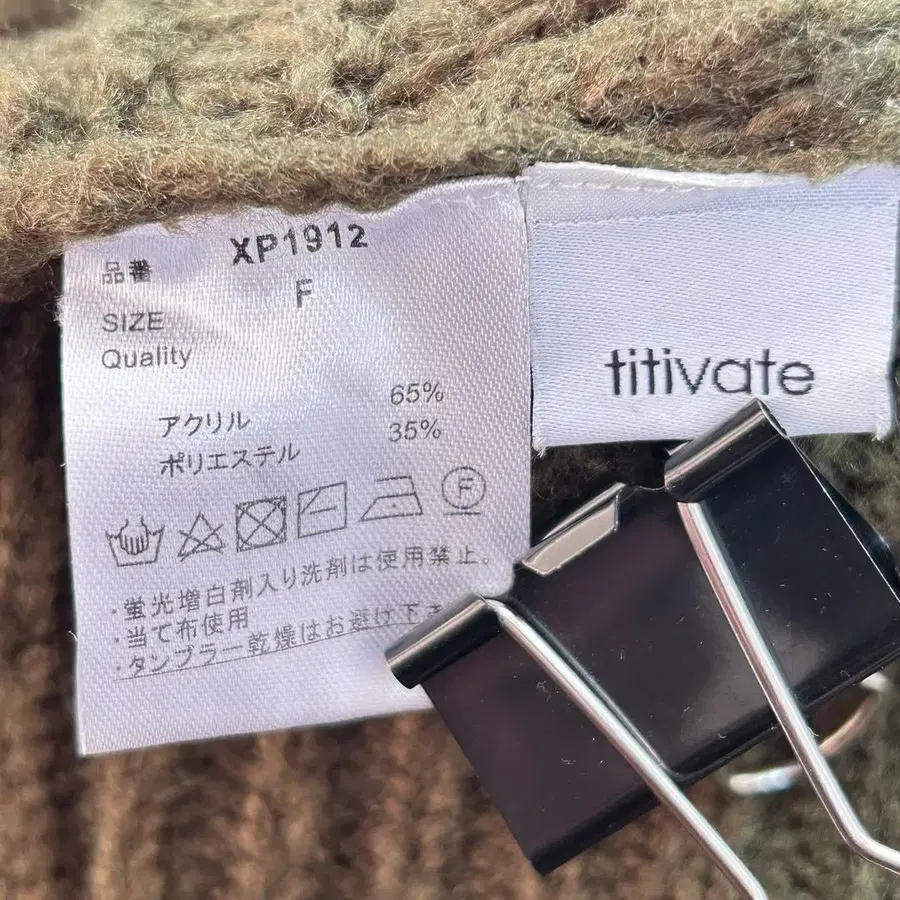 品番 XP1912
SIZE F
Quality
アクリル 65%
ポリエステル 35%
F
・蛍光増白剤入り洗剤は使用禁止。
・当て布使用
・タンブラー乾燥はお避け下さ
titivate